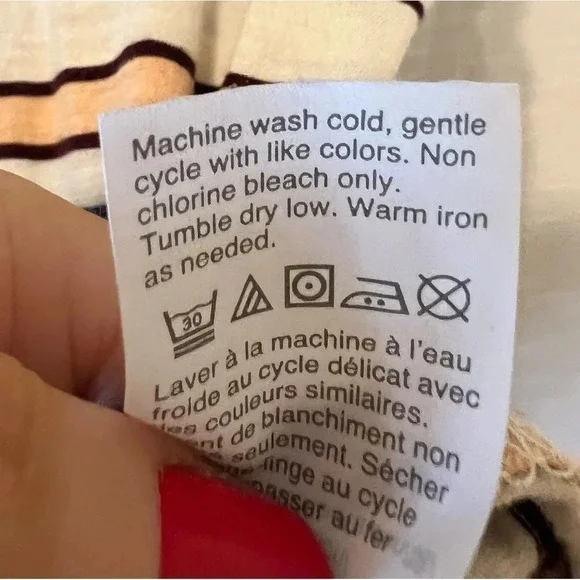 Machine wash cold, gentle
cycle with like colors. Non
chlorine bleach only.
Tumble dry low. Warm iron
as needed.
30
Laver à la machine à l'eau
froide au cycle délicat avec
couleurs similaires.
de blanchiment non
seulement. Sécher
linge au cycle
au fer